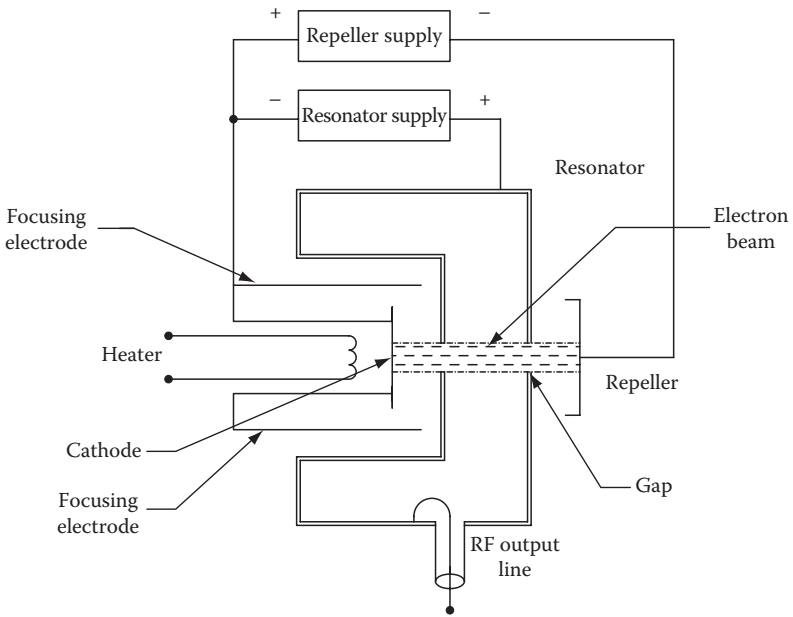 +
Repeller supply
−
−
Resonator supply
+
Resonator
Focusing
electrode
Electron
beam
Heater
Repeller
Cathode
Gap
Focusing
electrode
RF output
line